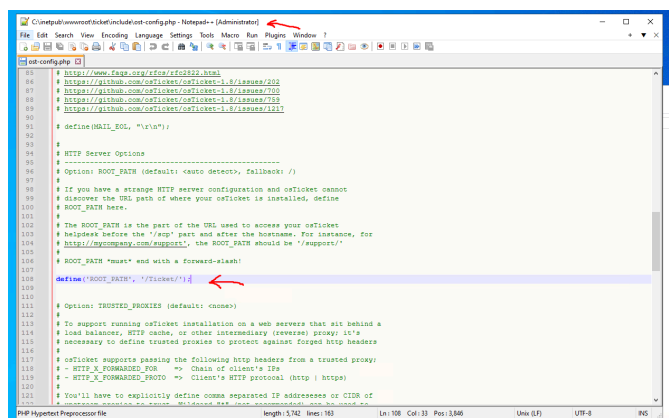 C:\inetpub\wwwroot\ticket\include\ost-config.php - Notepad++ [Administrator]
File Edit Search View Encoding Language Settings Tools Macro Run Plugins Window ?
ost-config.php
85 # http://www.faqs.org/rfcs/rfc2822.html
86 # https://github.com/osTicket/osTicket-1.8/issues/202
87 # https://github.com/osTicket/osTicket-1.8/issues/700
88 # https://github.com/osTicket/osTicket-1.8/issues/759
89 # https://github.com/osTicket/osTicket-1.8/issues/1217
90
91 # define(MAIL_EOL, "\r\n");
92
93 #
94 # HTTP Server Options
95 # ---------------------------------------------------
96 # Option: ROOT_PATH (default: <auto detect>, fallback: /)
97 #
98 # If you have a strange HTTP server configuration and osTicket cannot
99 # discover the URL path of where your osTicket is installed, define
100 # ROOT_PATH here.
101 #
102 # The ROOT_PATH is the part of the URL used to access your osTicket
103 # helpdesk before the '/scp' part and after the hostname. For instance, for
104 # http://mycompany.com/support', the ROOT_PATH should be '/support/'
105 #
106 # ROOT_PATH *must* end with a forward-slash!
107
108 define('ROOT_PATH', '/Ticket/');
109
110
111 # Option: TRUSTED_PROXIES (default: <none>)
112 #
113 # To support running osTicket installation on a web servers that sit behind a
114 # load balancer, HTTP cache, or other intermediary (reverse) proxy; it's
115 # necessary to define trusted proxies to protect against forged http headers
116 #
117 # osTicket supports passing the following http headers from a trusted proxy;
118 # - HTTP_X_FORWARDED_FOR => Chain of client's IPs
119 # - HTTP_X_FORWARDED_PROTO => Client's HTTP protocal (http | https)
120 #
121 # You'll have to explicitly define comma separated IP addreseses or CIDR of
PHP Hypertext Preprocessor file length : 5,742 lines : 163 Ln : 108 Col : 33 Pos : 3,846 Unix (LF) UTF-8 INS